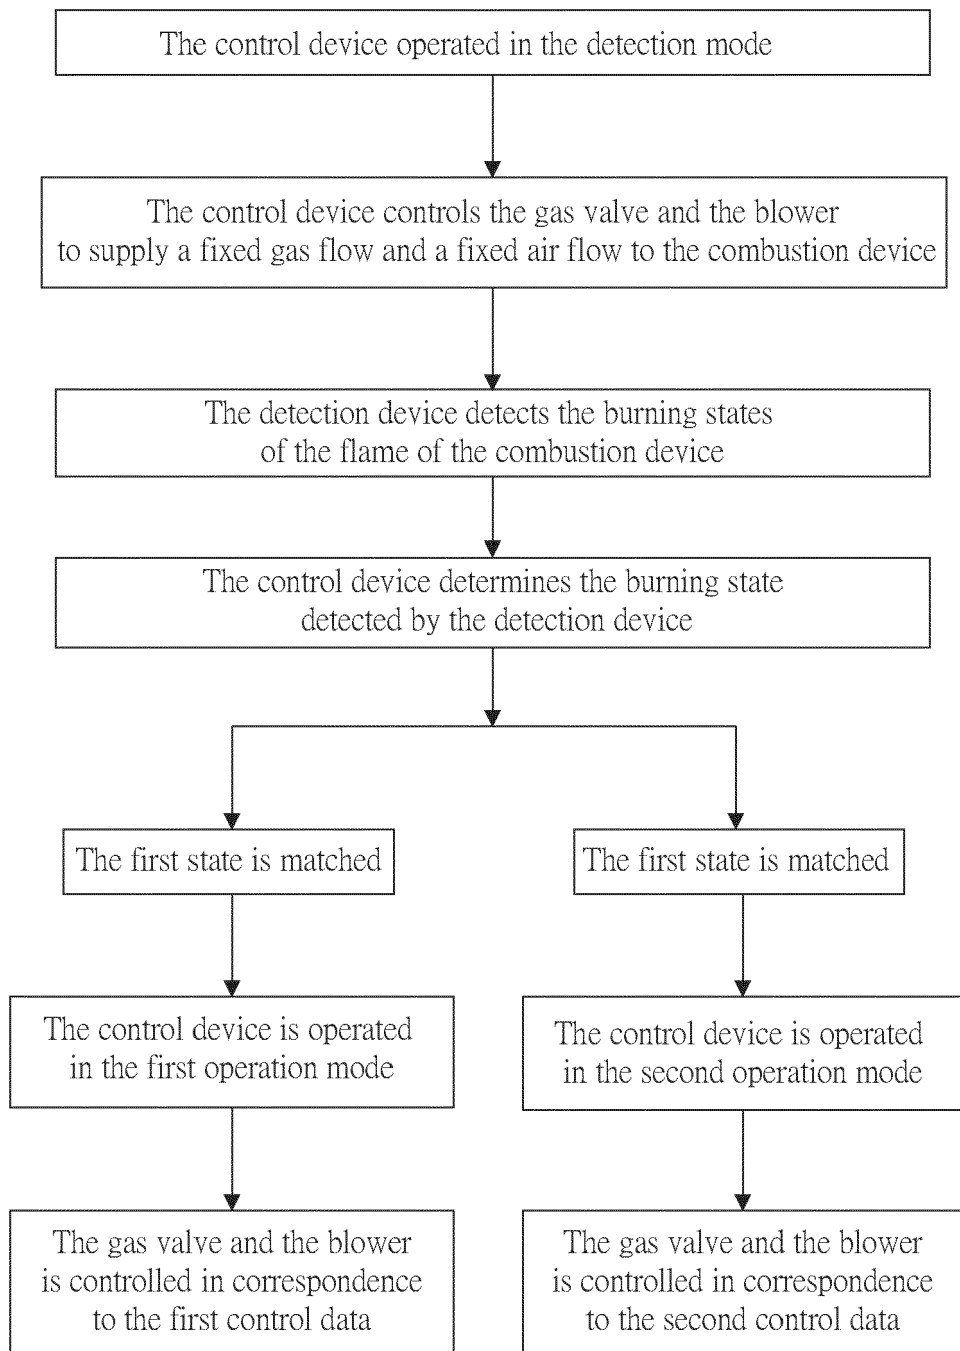 The control device operated in the detection mode
The control device controls the gas valve and the blower
to supply a fixed gas flow and a fixed air flow to the combustion device
The detection device detects the burning states
of the flame of the combustion device
The control device determines the burning state
detected by the detection device
The first state is matched
The first state is matched
The control device is operated
in the first operation mode
The control device is operated
in the second operation mode
The gas valve and the blower
is controlled in correspondence
to the first control data
The gas valve and the blower
is controlled in correspondence
to the second control data